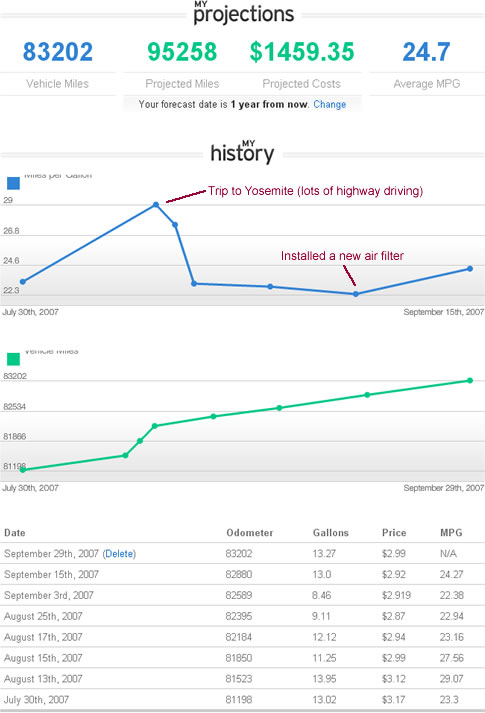 MY
projections
83202 95258 $1459.35 24.7
Vehicle Miles Projected Miles Projected Costs Average MPG
Your forecast date is 1 year from now. Change
MY
history
Miles per Gallon
29
Trip to Yosemite (lots of highway driving)
26.8
Installed a new air filter
24.6
22.3
July 30th, 2007 September 15th, 2007
Vehicle Miles
83202
82534
81866
81198
July 30th, 2007 September 29th, 2007
Date Odometer Gallons Price MPG
September 29th, 2007 (Delete) 83202 13.27 $2.99 N/A
September 15th, 2007 82880 13.0 $2.92 24.27
September 3rd, 2007 82589 8.46 $2.919 22.38
August 25th, 2007 82395 9.11 $2.87 22.94
August 17th, 2007 82184 12.12 $2.94 23.16
August 15th, 2007 81850 11.25 $2.99 27.56
August 13th, 2007 81523 13.95 $3.12 29.07
July 30th, 2007 81198 13.02 $3.17 23.3